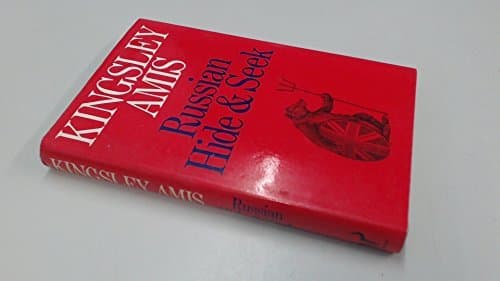 KINGSLEY
AMIS
Russian
Hide & Seek
KINGSLEY AMIS
Russian